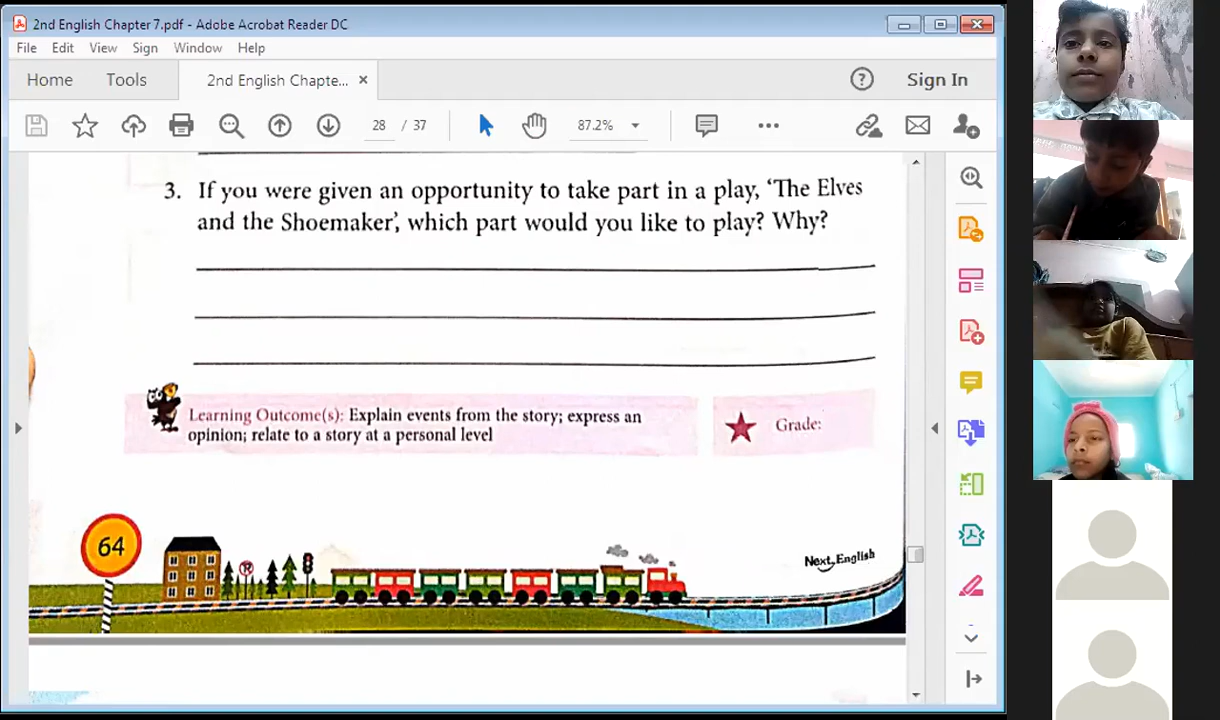 2nd English Chapter 7.pdf - Adobe Acrobat Reader DC
File Edit View Sign Window Help
Home Tools 2nd English Chapte... × Sign In
28 / 37 87.2%
3. If you were given an opportunity to take part in a play, ‘The Elves
and the Shoemaker’, which part would you like to play? Why?
Learning Outcome(s): Explain events from the story; express an
opinion; relate to a story at a personal level
Grade:
64
Next English